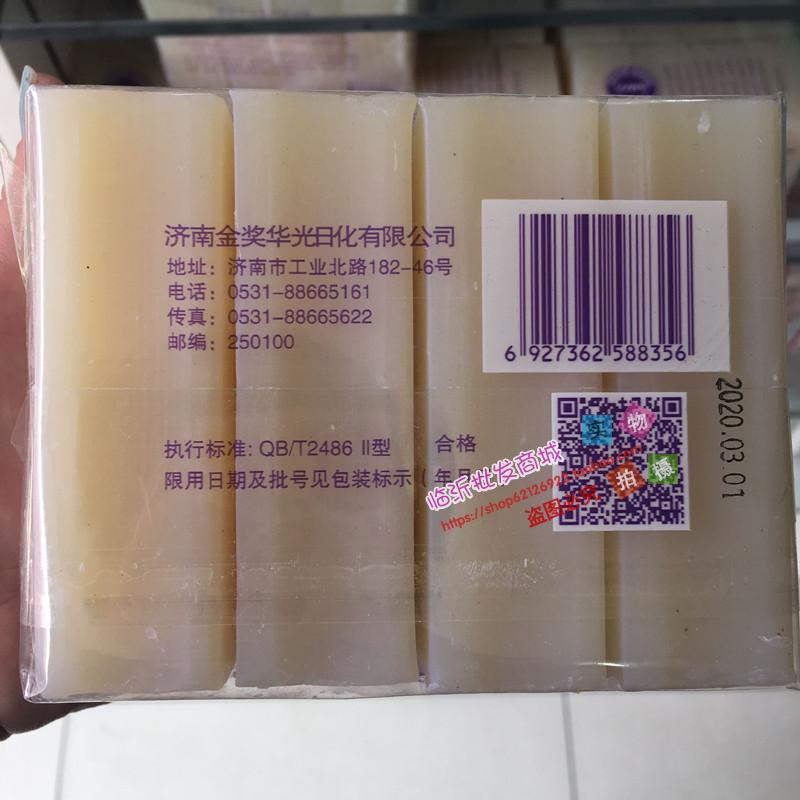 济南金奖华光日化有限公司
地址：济南市工业北路182-46号
电话：0531-88665161
传真：0531-88665622
邮编：250100
6 927362 588356
执行标准：QB/T2486 II型 合格
限用日期及批号见包装标示（年月
2020.03.01
实物
拍摄
临沂批发商城
盗图必究